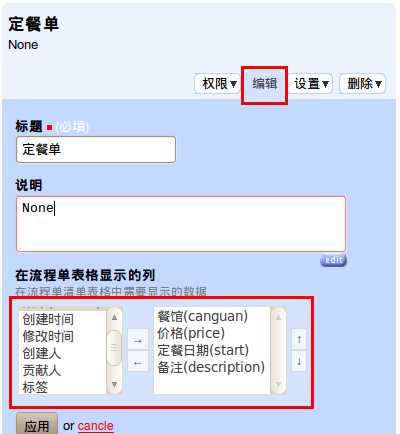 定餐单
None
权限▾ 编辑 设置▾ 删除▾
标题 (必填)
定餐单
说明
None
edit
在流程单表格显示的列
在流程单清单表格中需要显示的数据
创建时间
修改时间
创建人
贡献人
标签
→
←
餐馆(canguan)
价格(price)
定餐日期(start)
备注(description)
↑
↓
应用 or cancle